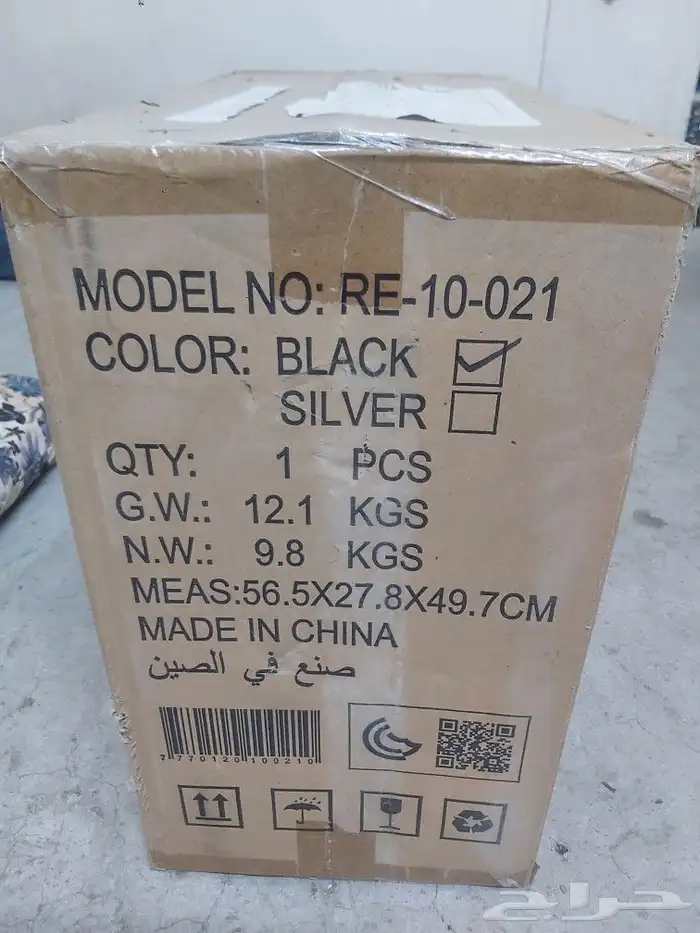 MODEL NO: RE-10-021
COLOR: BLACK
SILVER
QTY: 1 PCS
G.W.: 12.1 KGS
N.W.: 9.8 KGS
MEAS:56.5X27.8X49.7CM
MADE IN CHINA
صنع في الصين
7770120100210
حراج